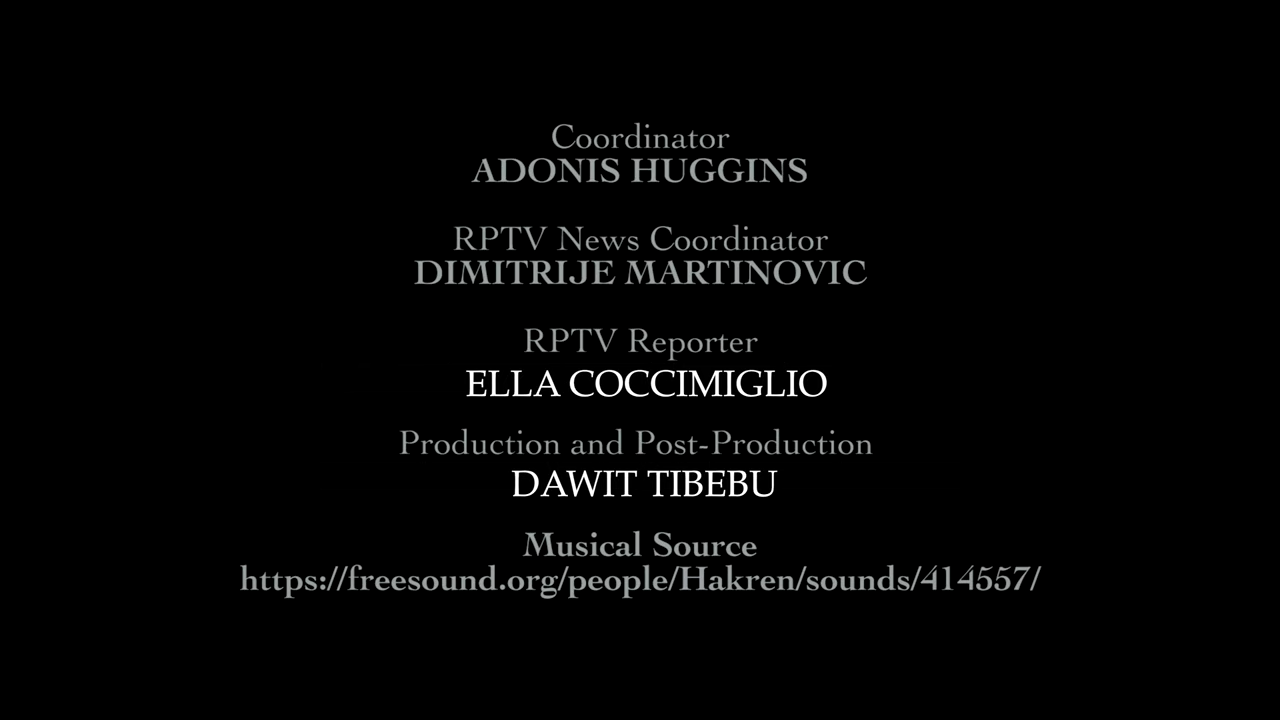 Coordinator
ADONIS HUGGINS
RPTV News Coordinator
DIMITRIJE MARTINOVIC
RPTV Reporter
ELLA COCCIMIGLIO
Production and Post-Production
DAWIT TIBEBU
Musical Source
https://freesound.org/people/Hakren/sounds/414557/